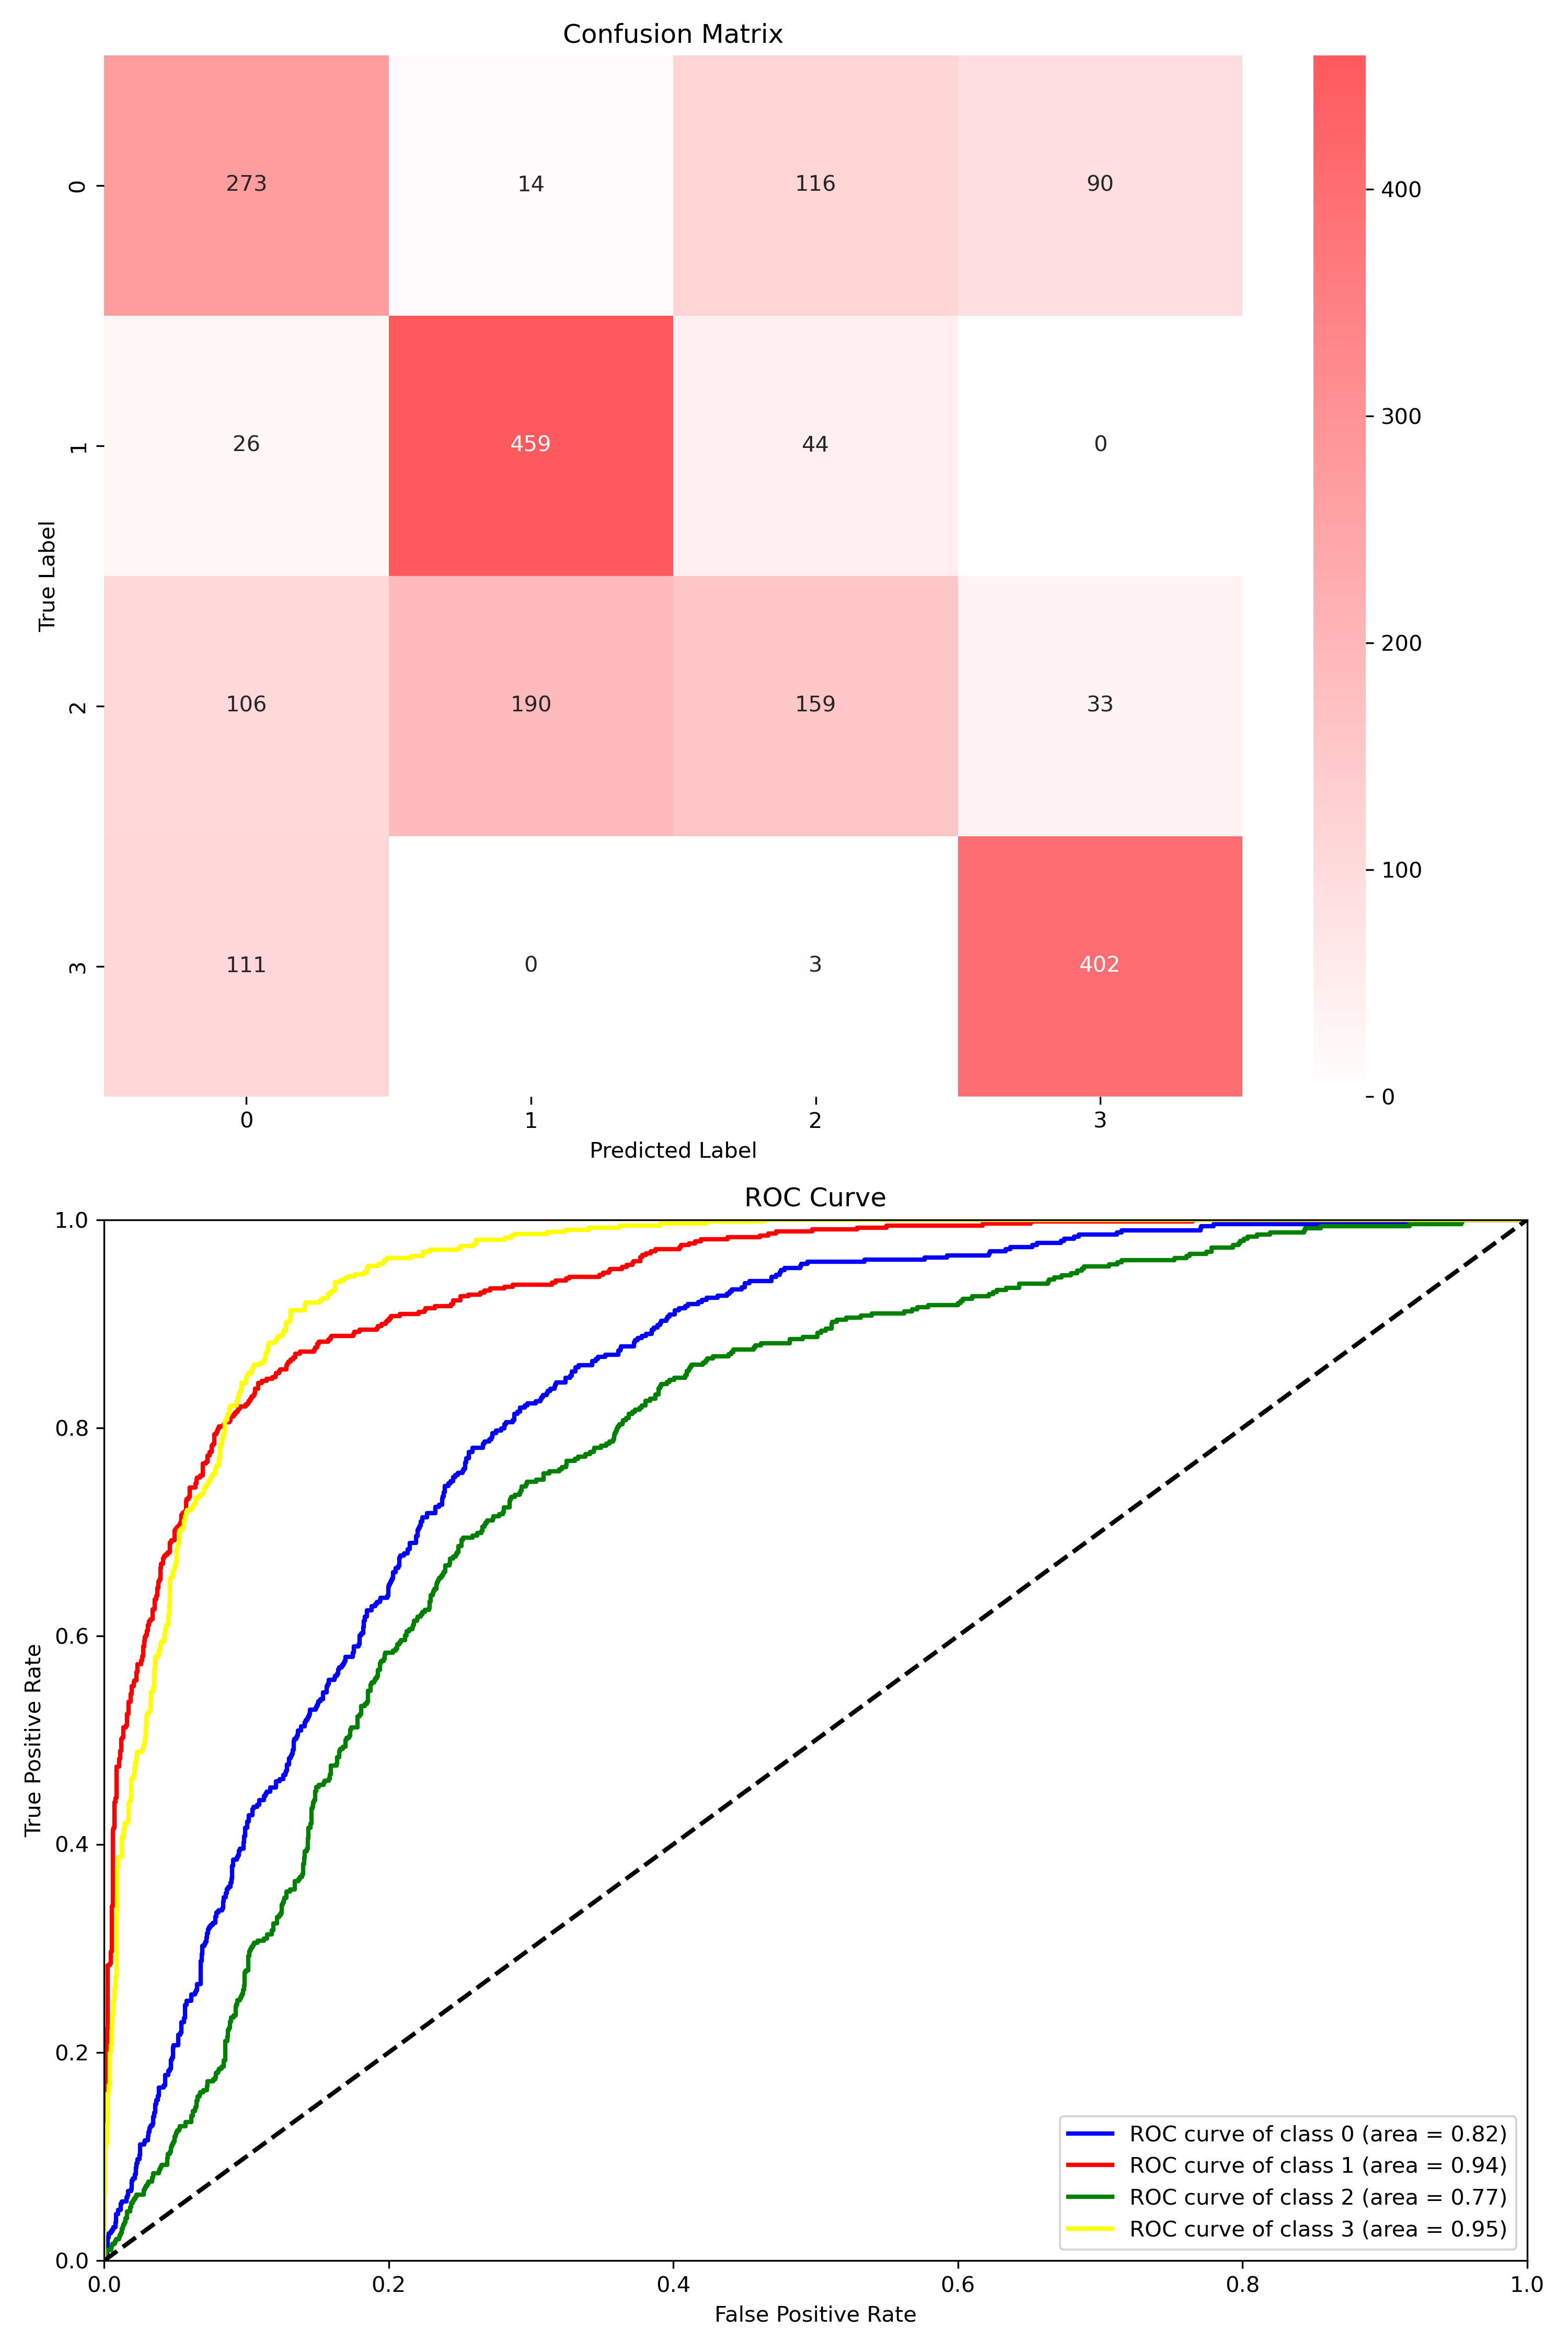 Confusion Matrix
0 273 14 116 90
1 26 459 44 0
2 106 190 159 33
3 111 0 3 402
0 1 2 3
Predicted Label
True Label
400
300
200
100
0
ROC Curve
1.0
0.8
0.6
0.4
0.2
0.0
True Positive Rate
ROC curve of class 0 (area = 0.82)
ROC curve of class 1 (area = 0.94)
ROC curve of class 2 (area = 0.77)
ROC curve of class 3 (area = 0.95)
0.0 0.2 0.4 0.6 0.8 1.0
False Positive Rate